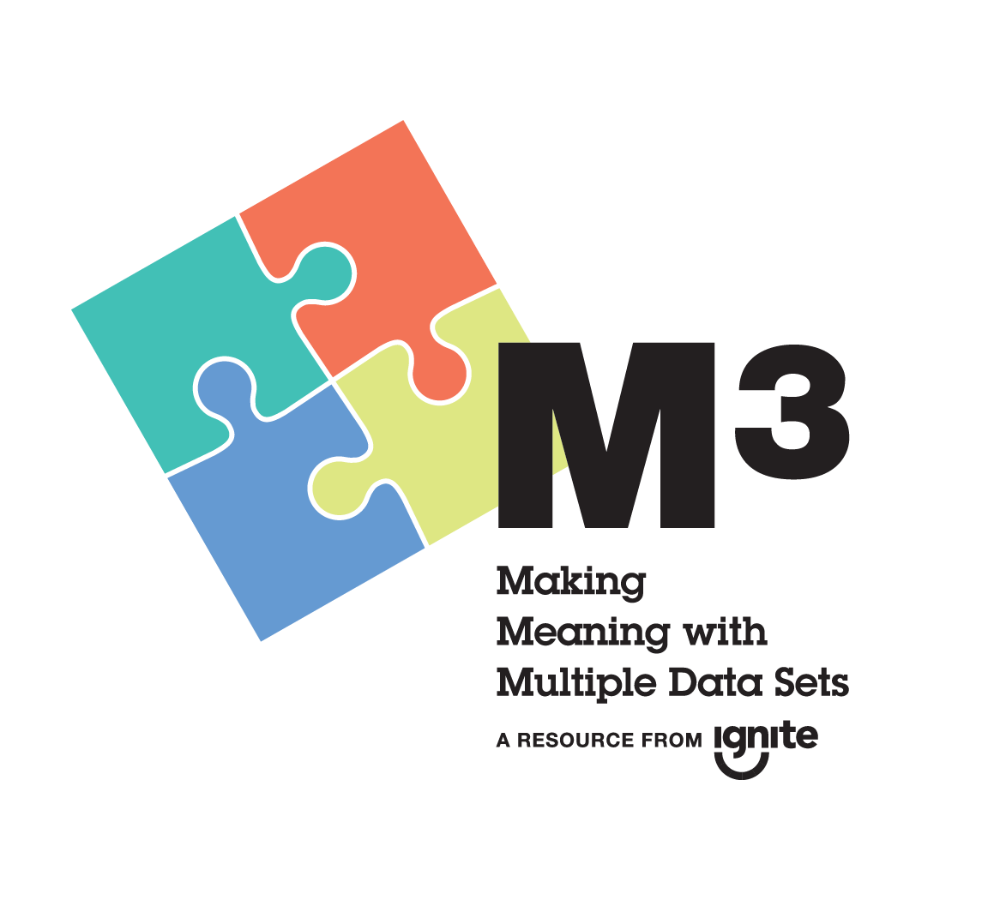 M³
Making
Meaning with
Multiple Data Sets
A RESOURCE FROM ignite